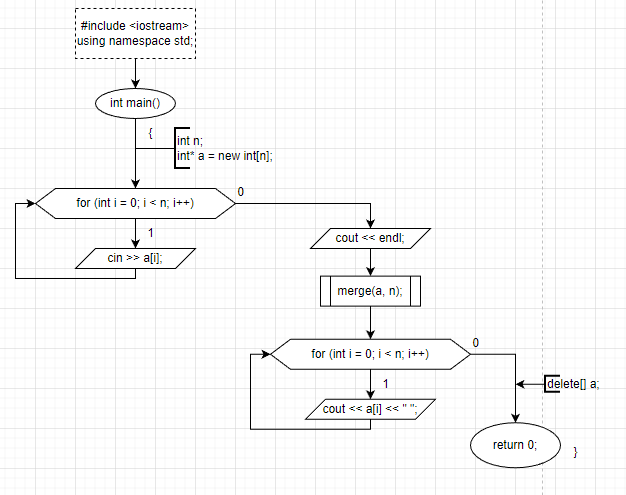 #include <iostream>
using namespace std;
int main()
{
int n;
int* a = new int[n];
for (int i = 0; i < n; i++)
0
1
cin >> a[i];
cout << endl;
merge(a, n);
for (int i = 0; i < n; i++)
0
1
cout << a[i] << " ";
delete[] a;
return 0;
}